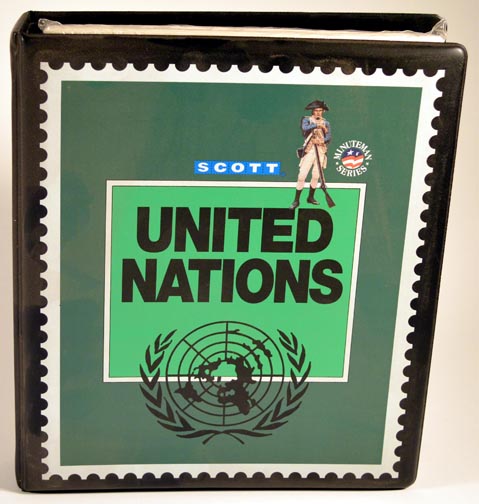 SCOTT
MINUTEMAN
SERIES
UNITED
NATIONS